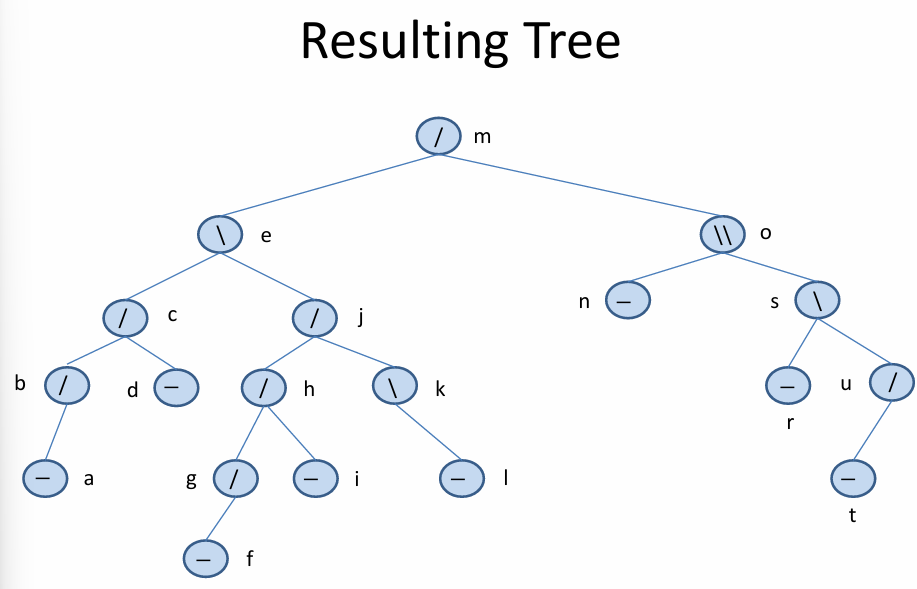 Resulting Tree
/ m
\ e
\\ o
/ c
/ j
n –
s \
b /
d –
/ h
\ k
–
r
u /
– a
g /
– i
– l
–
t
– f